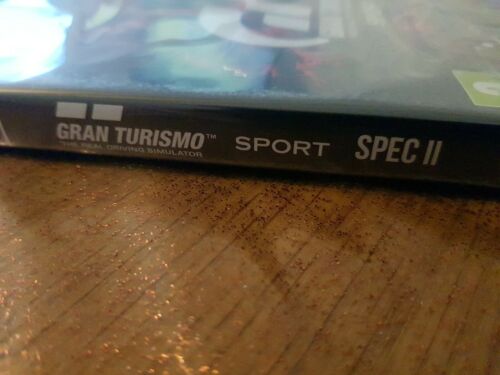 GRAN TURISMO™ SPORT SPEC II
THE REAL DRIVING SIMULATOR